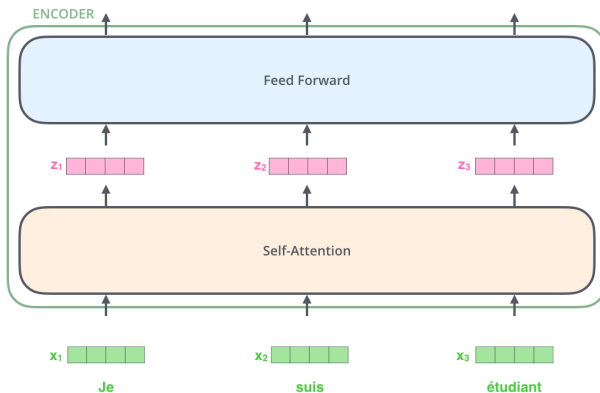 ENCODER
Feed Forward
z₁ z₂ z₃
Self-Attention
x₁ x₂ x₃
Je suis étudiant